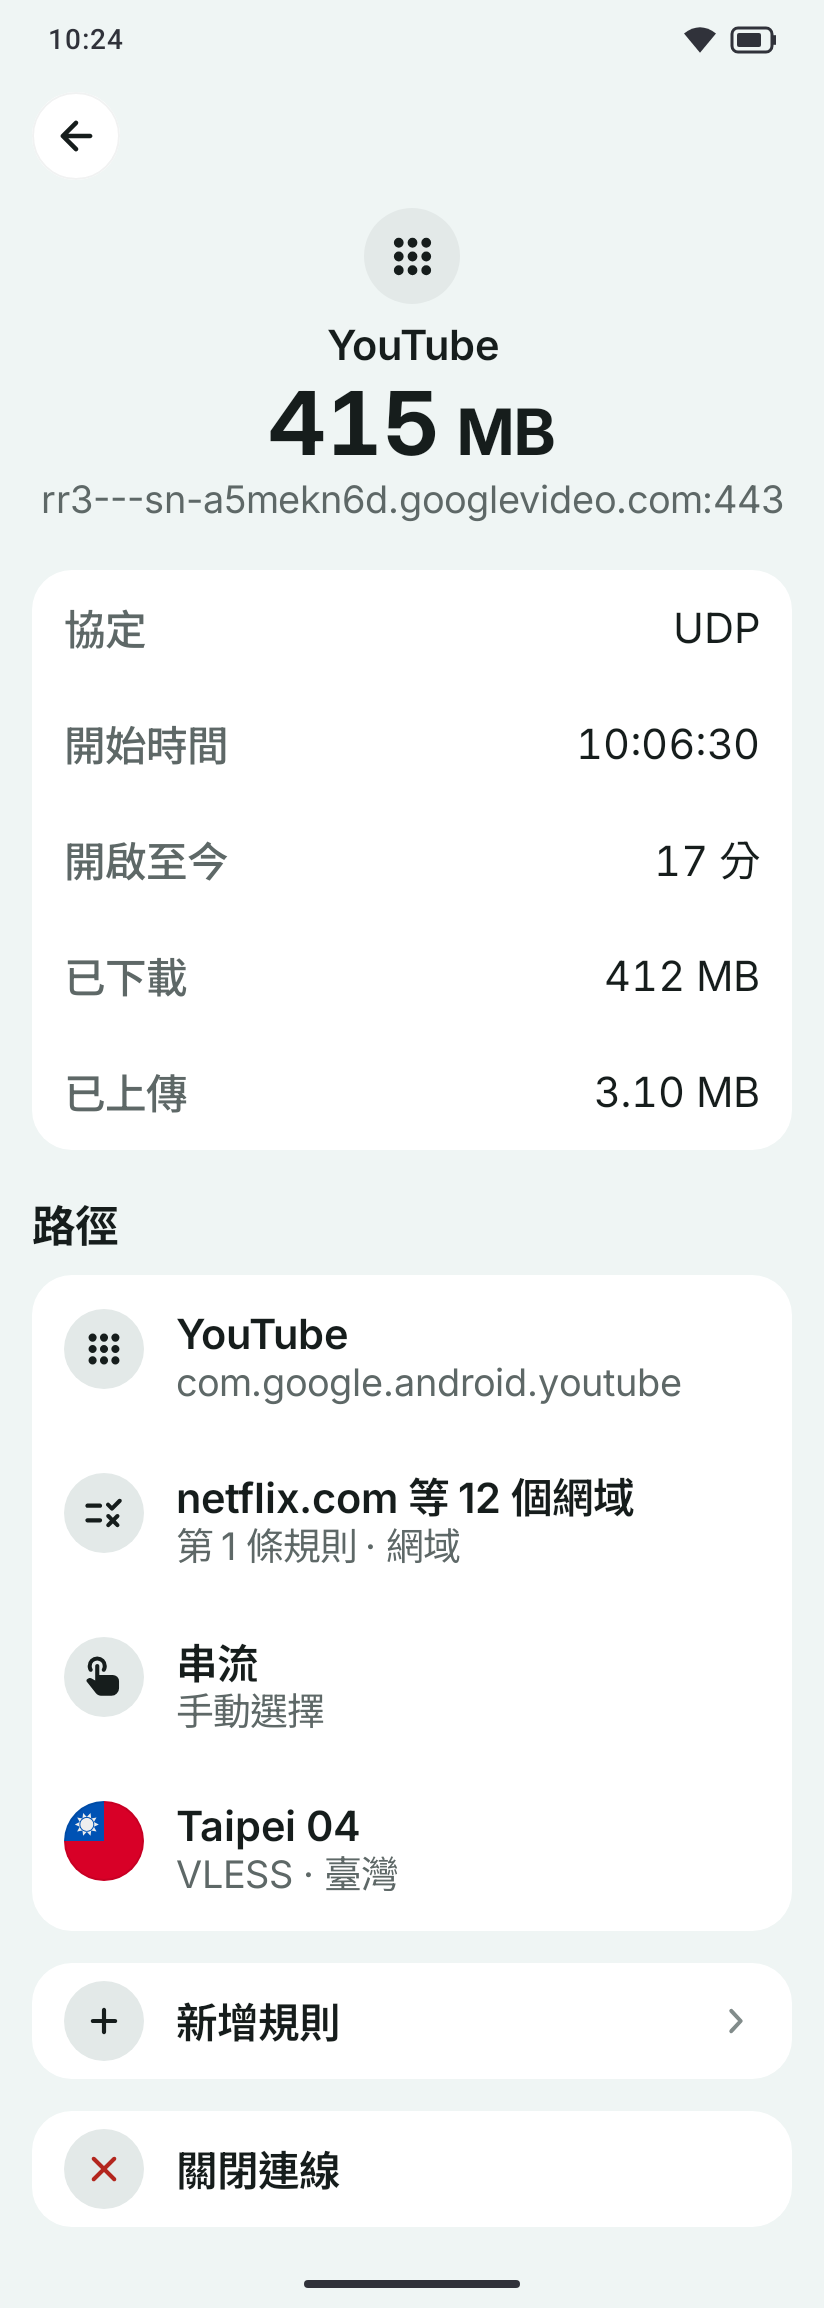 10:24
YouTube
415 MB
rr3---sn-a5mekn6d.googlevideo.com:443
協定
UDP
開始時間
10:06:30
開啟至今
17 分
已下載
412 MB
已上傳
3.10 MB
路徑
YouTube
com.google.android.youtube
netflix.com 等 12 個網域
第 1 條規則 · 網域
串流
手動選擇
Taipei 04
VLESS · 臺灣
新增規則
關閉連線